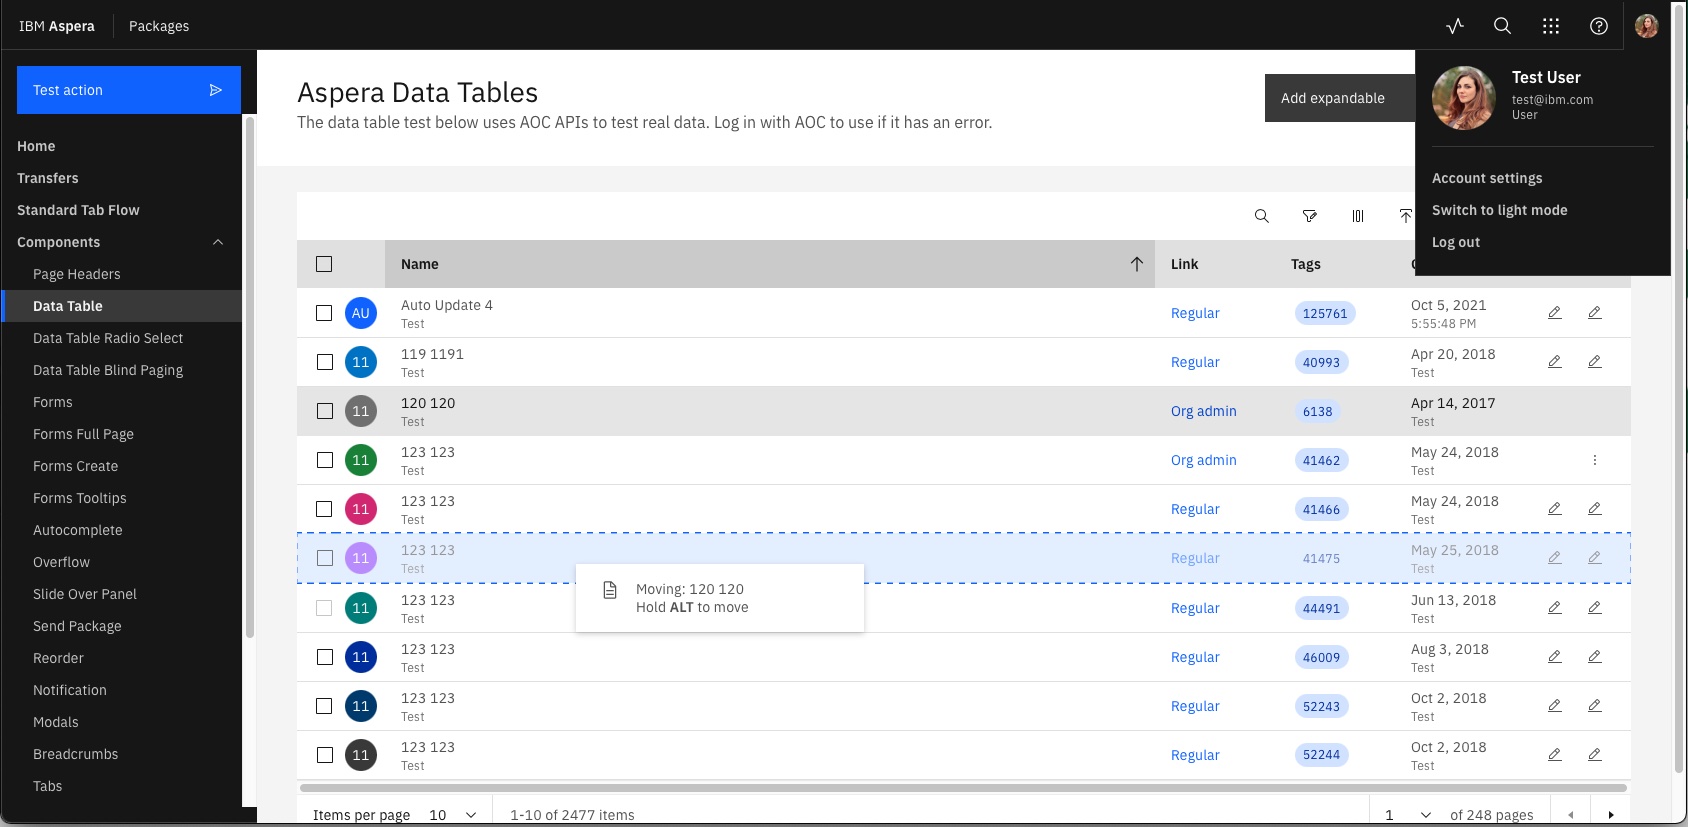 IBM Aspera
Packages
Test action
Home
Transfers
Standard Tab Flow
Components
Page Headers
Data Table
Data Table Radio Select
Data Table Blind Paging
Forms
Forms Full Page
Forms Create
Forms Tooltips
Autocomplete
Overflow
Slide Over Panel
Send Package
Reorder
Notification
Modals
Breadcrumbs
Tabs
Aspera Data Tables
The data table test below uses AOC APIs to test real data. Log in with AOC to use if it has an error.
Add expandable
Test User
test@ibm.com
User
Account settings
Switch to light mode
Log out
Name Link Tags
AU Auto Update 4 Regular 125761 Oct 5, 2021
Test 5:55:48 PM
11 119 1191 Regular 40993 Apr 20, 2018
Test Test
11 120 120 Org admin 6138 Apr 14, 2017
Test Test
11 123 123 Org admin 41462 May 24, 2018
Test Test
11 123 123 Regular 41466 May 24, 2018
Test Test
11 123 123 Regular 41475 May 25, 2018
Test Test
Moving: 120 120
Hold ALT to move
11 123 123 Regular 44491 Jun 13, 2018
Test Test
11 123 123 Regular 46009 Aug 3, 2018
Test Test
11 123 123 Regular 52243 Oct 2, 2018
Test Test
11 123 123 Regular 52244 Oct 2, 2018
Test Test
Items per page 10 1-10 of 2477 items 1 of 248 pages